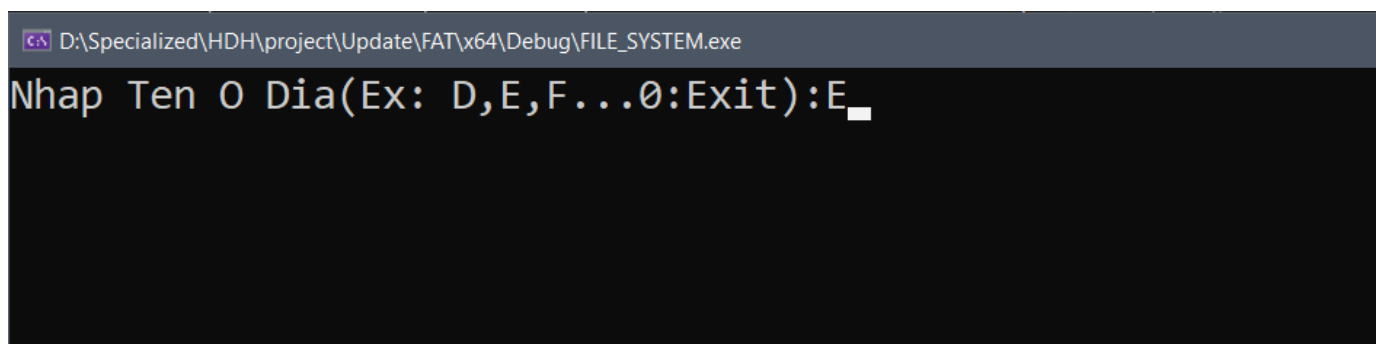 D:\Specialized\HDH\project\Update\FAT\x64\Debug\FILE_SYSTEM.exe
Nhap Ten O Dia(Ex: D,E,F...0:Exit):E